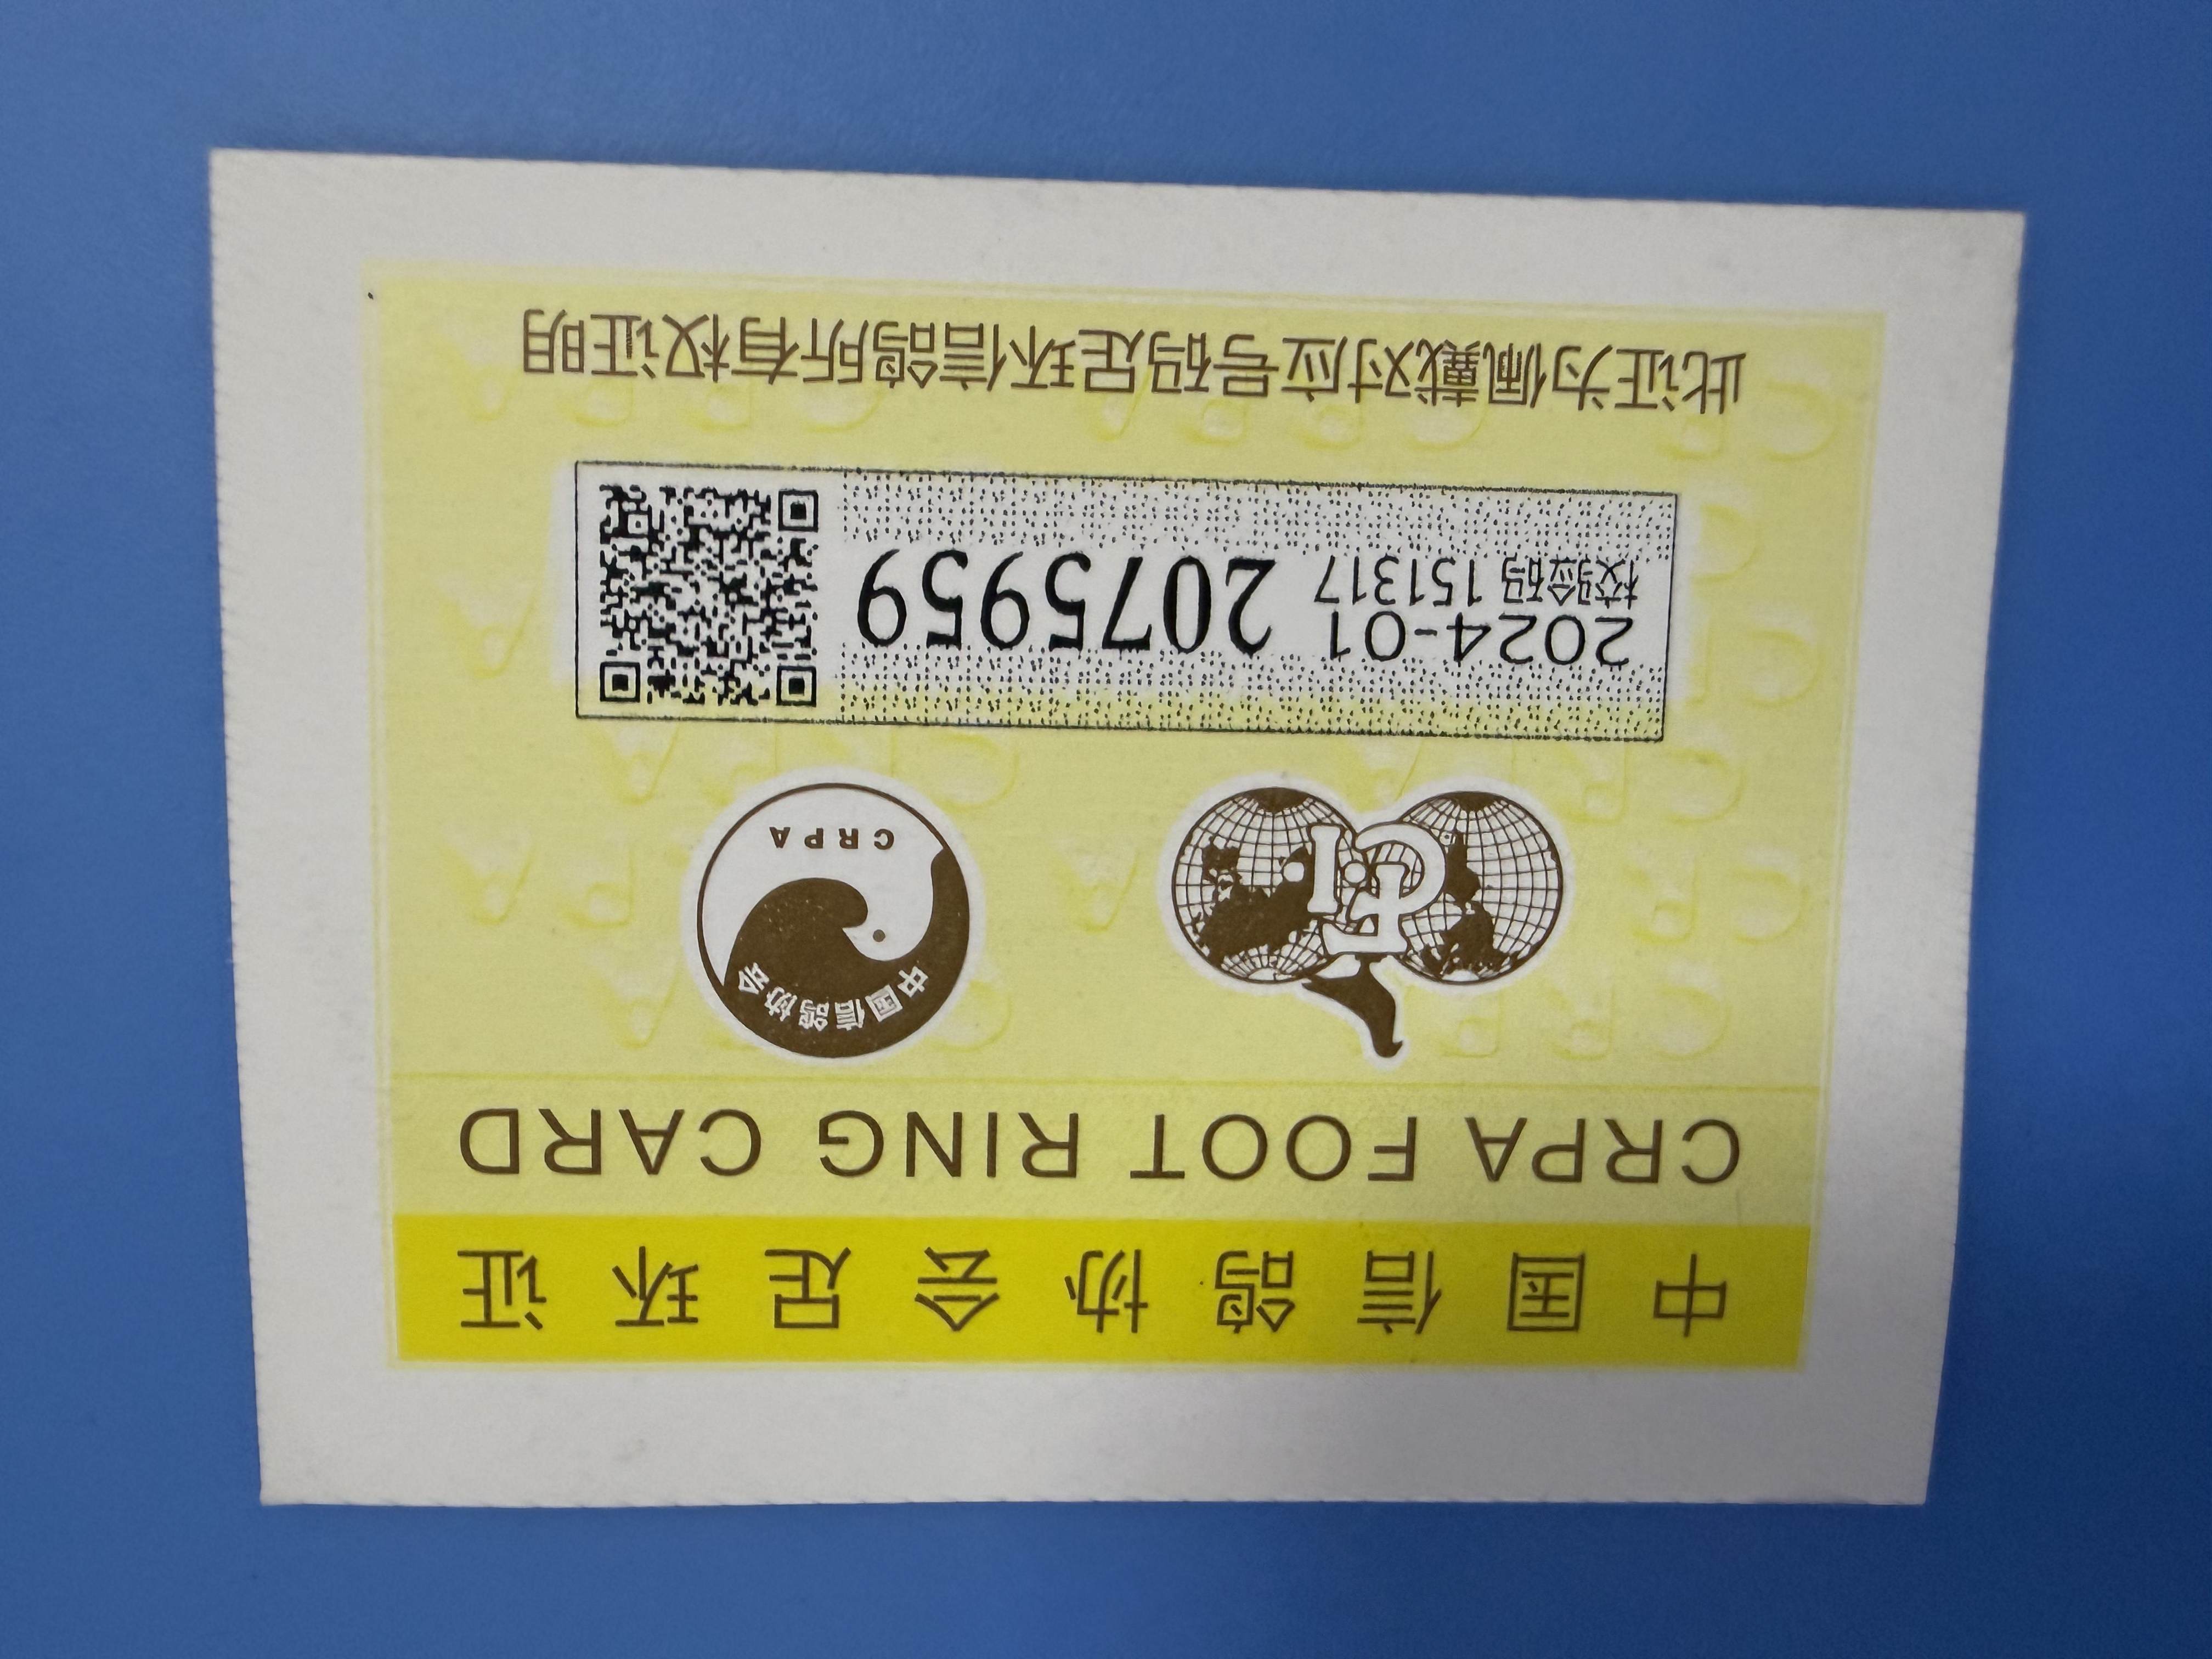 中国信鸽协会足环证
CRPA FOOT RING CARD
FCI
中国信鸽协会
CRPA
2024-01 2075959
校验码 151317
此证为佩戴对应号码足环信鸽所有权证明